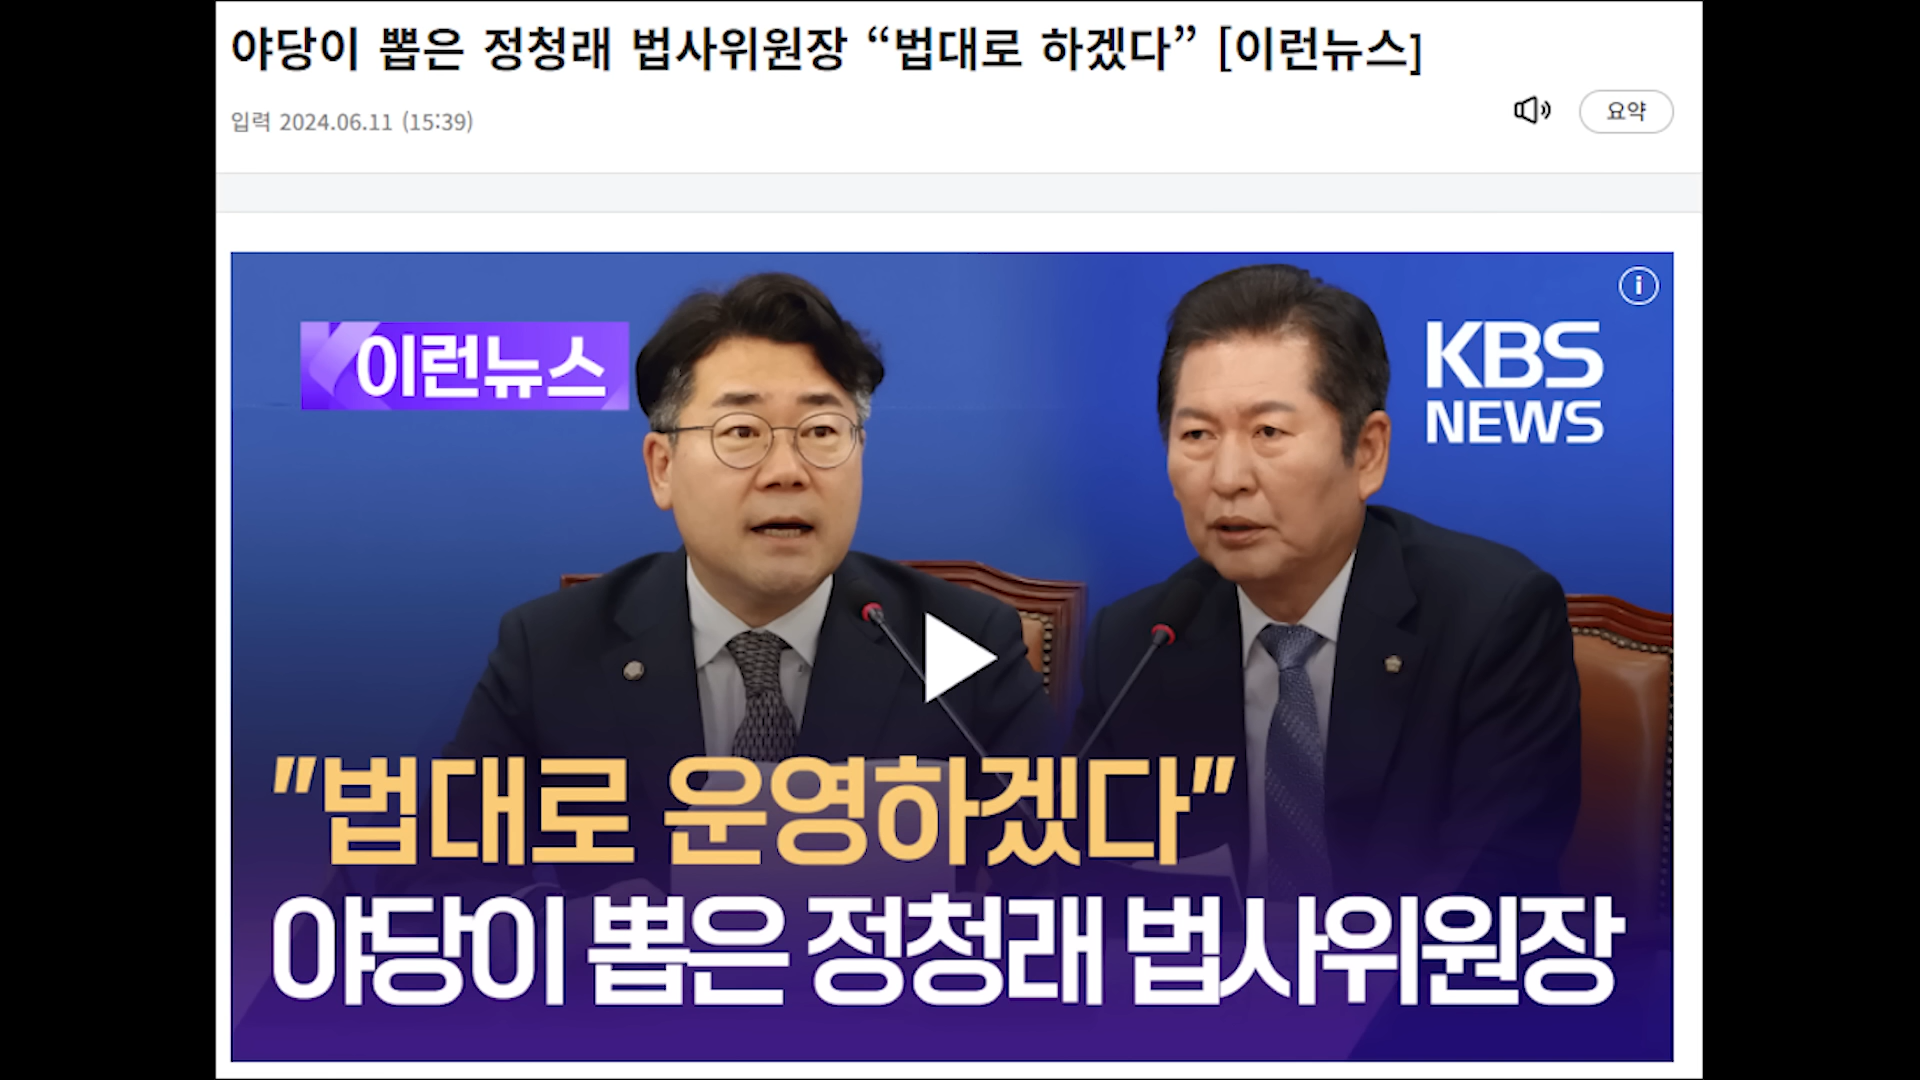 야당이 뽑은 정청래 법사위원장 “법대로 하겠다” [이런뉴스]
입력 2024.06.11 (15:39)
요약
이런뉴스
i
KBS
NEWS
"법대로 운영하겠다"
야당이 뽑은 정청래 법사위원장